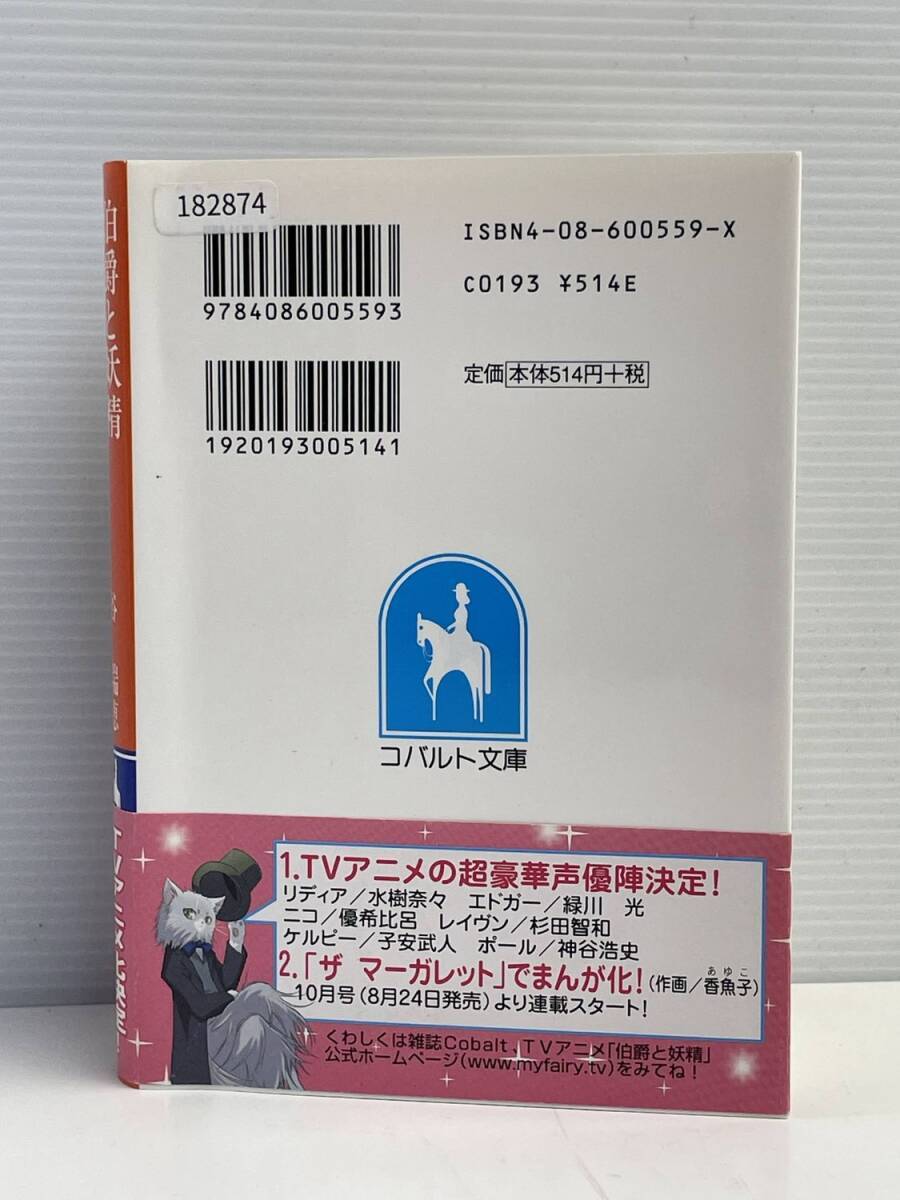 伯爵と妖精
谷 瑞恵
182874
ISBN4-08-600559-X
9784086005593
C0193 ¥514E
1920193005141
定価 本体514円+税
コバルト文庫
1.TVアニメの超豪華声優陣決定!
リディア/水樹奈々 エドガー/緑川 光
ニコ/優希比呂 レイヴン/杉田智和
ケルピー/子安武人 ポール/神谷浩史
あゆこ
2.「ザ マーガレット」でまんが化!(作画/香魚子)
10月号(8月24日発売)より連載スタート!
くわしくは雑誌Cobalt、TVアニメ「伯爵と妖精」
公式ホームページ(www.myfairy.tv)をみてね!